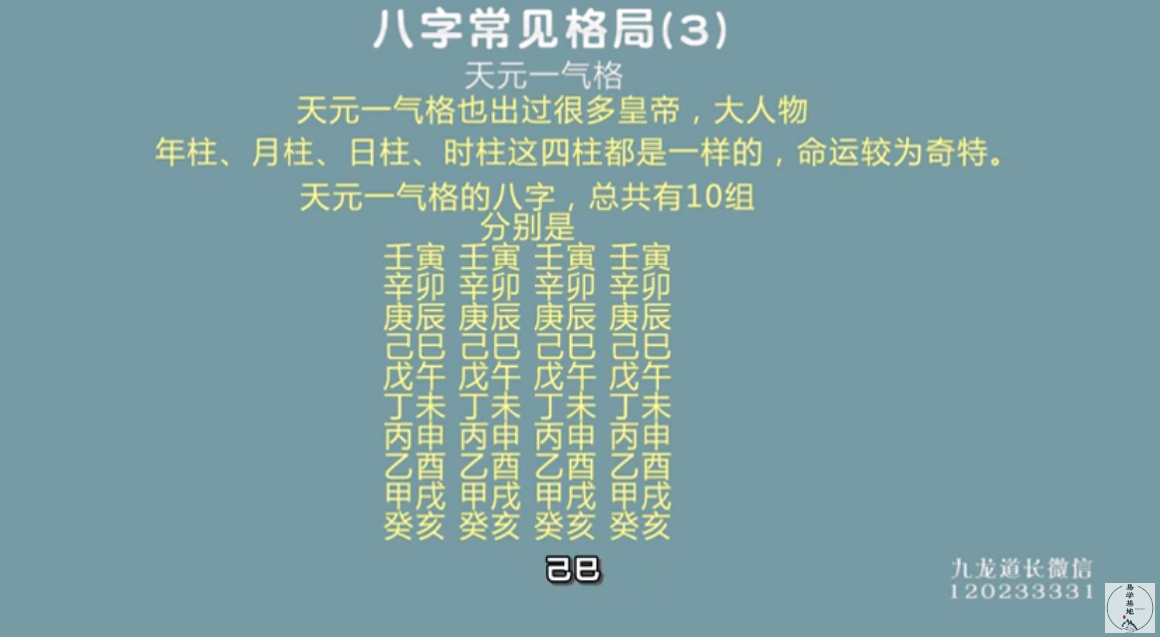 八字常见格局(3)
天元一气格
天元一气格也出过很多皇帝，大人物
年柱、月柱、日柱、时柱这四柱都是一样的，命运较为奇特。
天元一气格的八字，总共有10组
分别是
壬寅 壬寅 壬寅 壬寅
辛卯 辛卯 辛卯 辛卯
庚辰 庚辰 庚辰 庚辰
己巳 己巳 己巳 己巳
戊午 戊午 戊午 戊午
丁未 丁未 丁未 丁未
丙申 丙申 丙申 丙申
乙酉 乙酉 乙酉 乙酉
甲戌 甲戌 甲戌 甲戌
癸亥 癸亥 癸亥 癸亥
己巳
九龙道长微信
120233331
易学基地